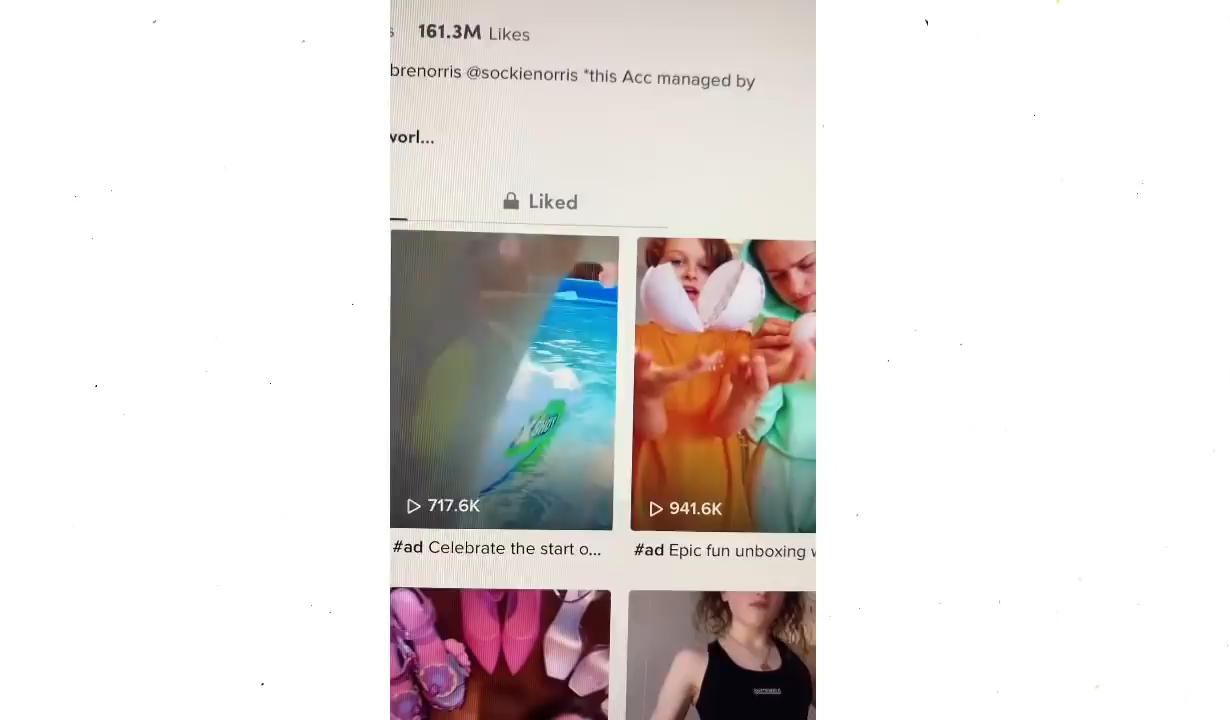 161.3M Likes
brenorris @sockienorris *this Acc managed by
worl...
Liked
717.6K
941.6K
#ad Celebrate the start o...
#ad Epic fun unboxing